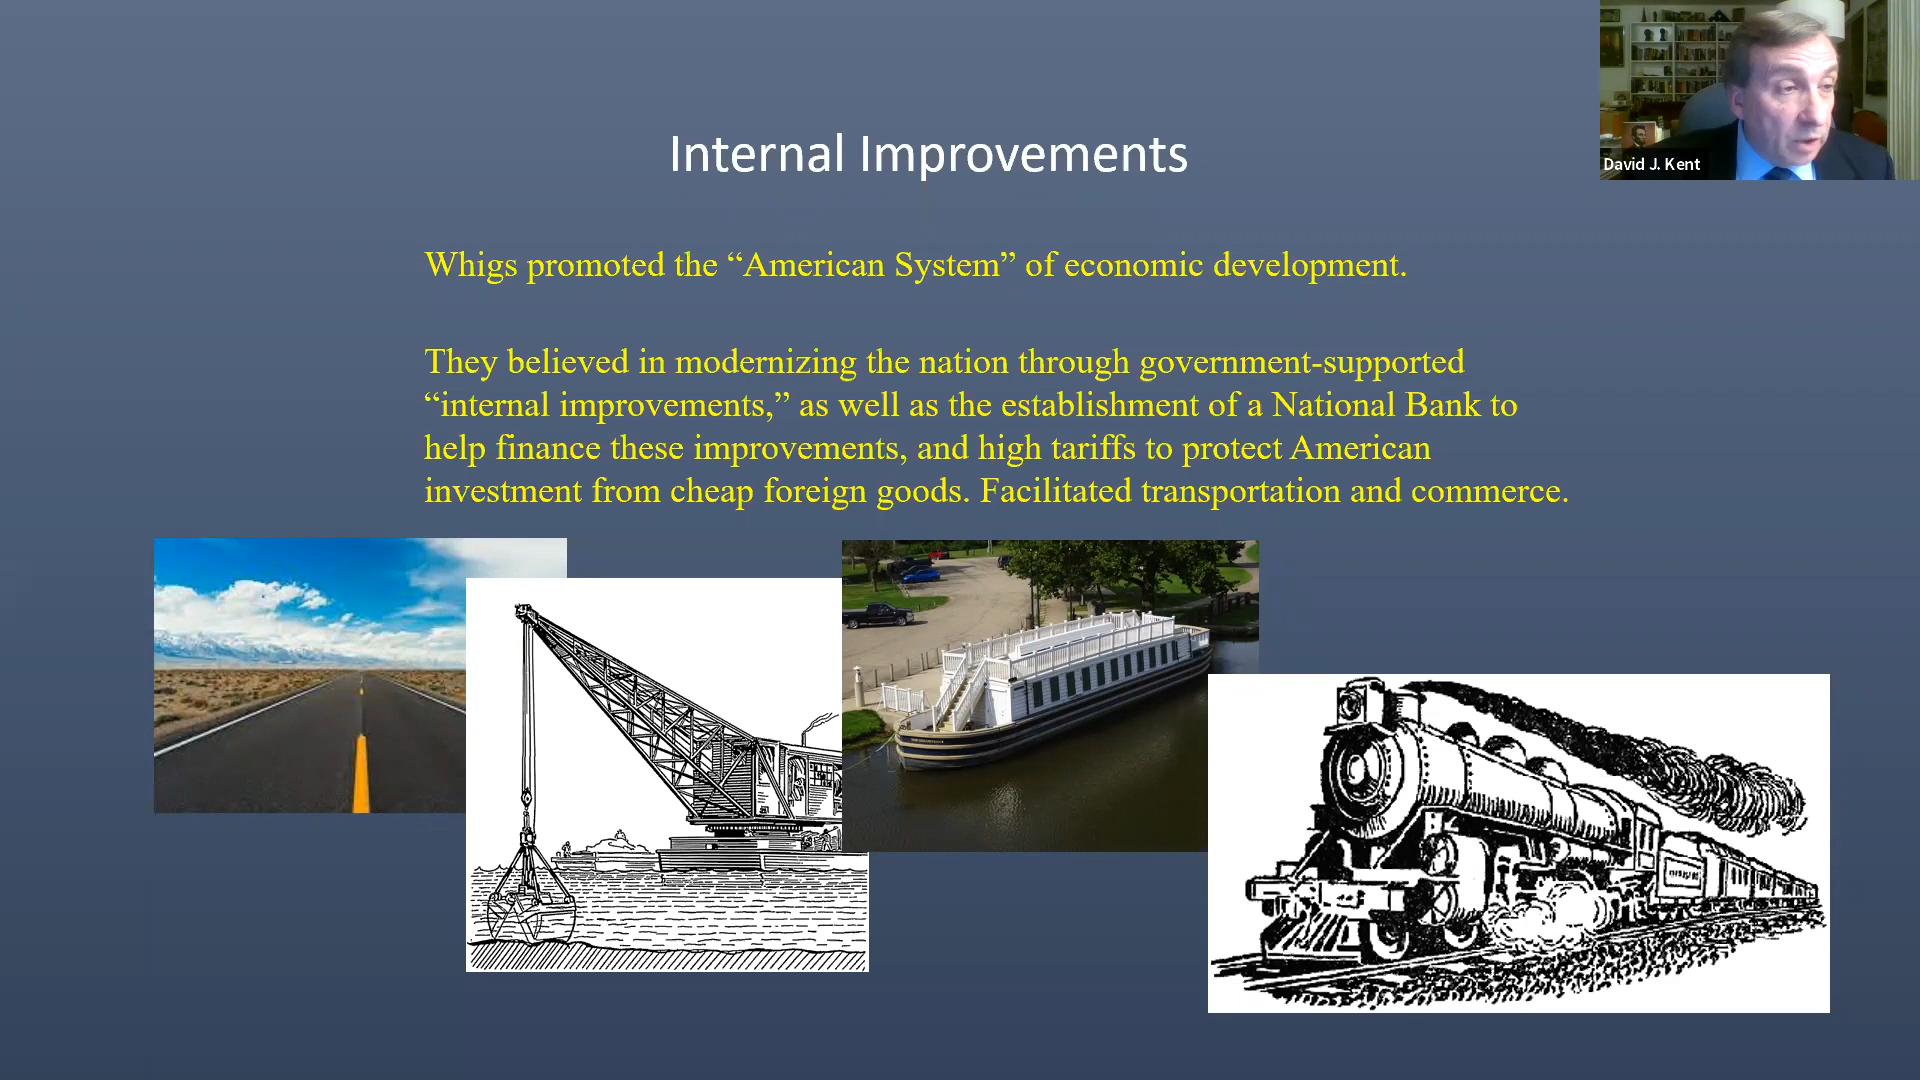 David J. Kent
Internal Improvements
Whigs promoted the “American System” of economic development.
They believed in modernizing the nation through government-supported
“internal improvements,” as well as the establishment of a National Bank to
help finance these improvements, and high tariffs to protect American
investment from cheap foreign goods. Facilitated transportation and commerce.